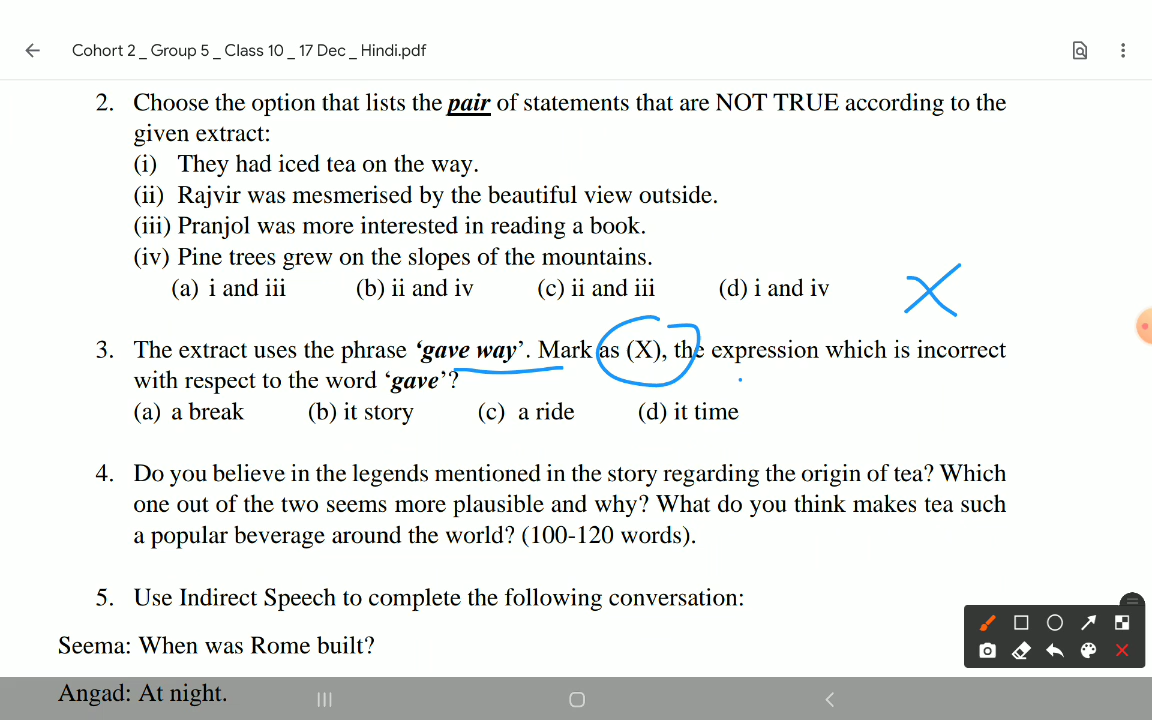 Cohort 2 _ Group 5 _ Class 10 _ 17 Dec _ Hindi.pdf
2. Choose the option that lists the pair of statements that are NOT TRUE according to the
given extract:
(i) They had iced tea on the way.
(ii) Rajvir was mesmerised by the beautiful view outside.
(iii) Pranjol was more interested in reading a book.
(iv) Pine trees grew on the slopes of the mountains.
(a) i and iii (b) ii and iv (c) ii and iii (d) i and iv X
3. The extract uses the phrase ‘gave way’. Mark as (X), the expression which is incorrect
with respect to the word ‘gave’?
(a) a break (b) it story (c) a ride (d) it time
4. Do you believe in the legends mentioned in the story regarding the origin of tea? Which
one out of the two seems more plausible and why? What do you think makes tea such
a popular beverage around the world? (100-120 words).
5. Use Indirect Speech to complete the following conversation:
Seema: When was Rome built?
Angad: At night.